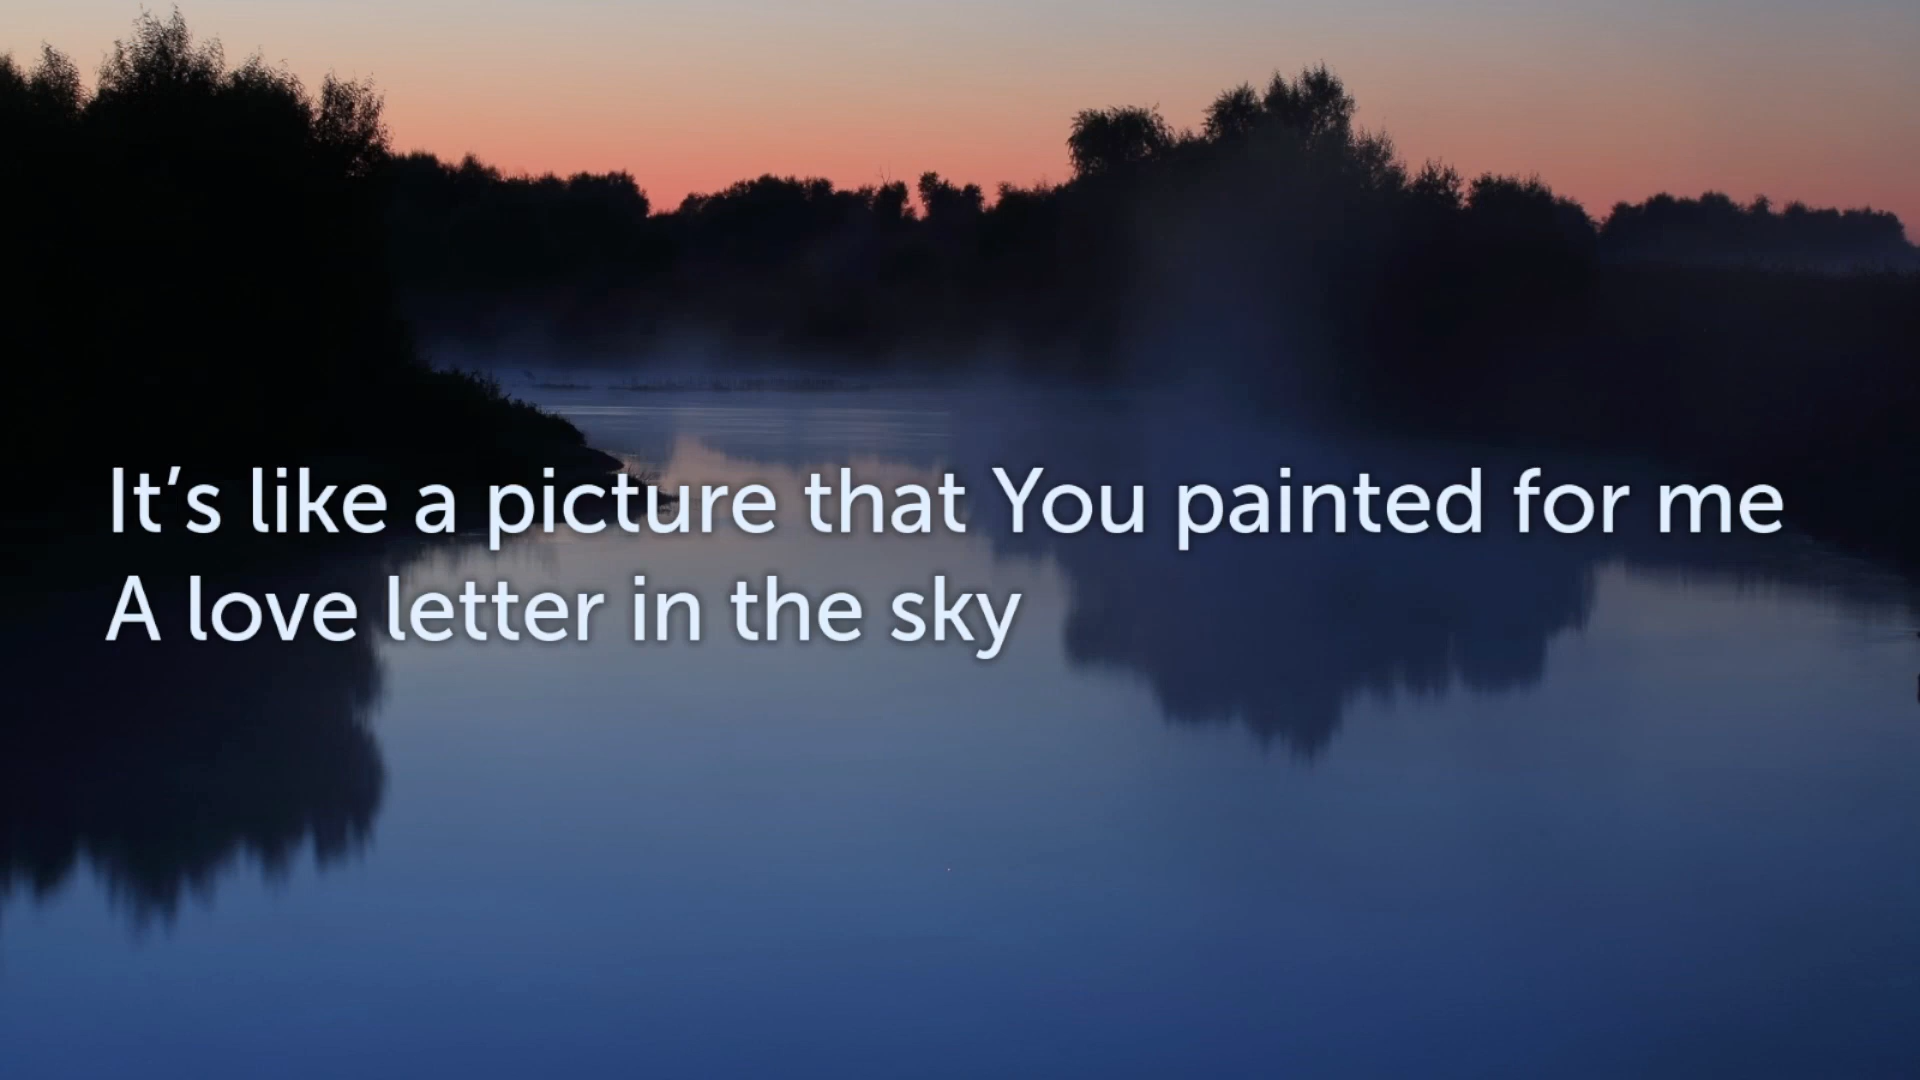 It’s like a picture that You painted for me
A love letter in the sky